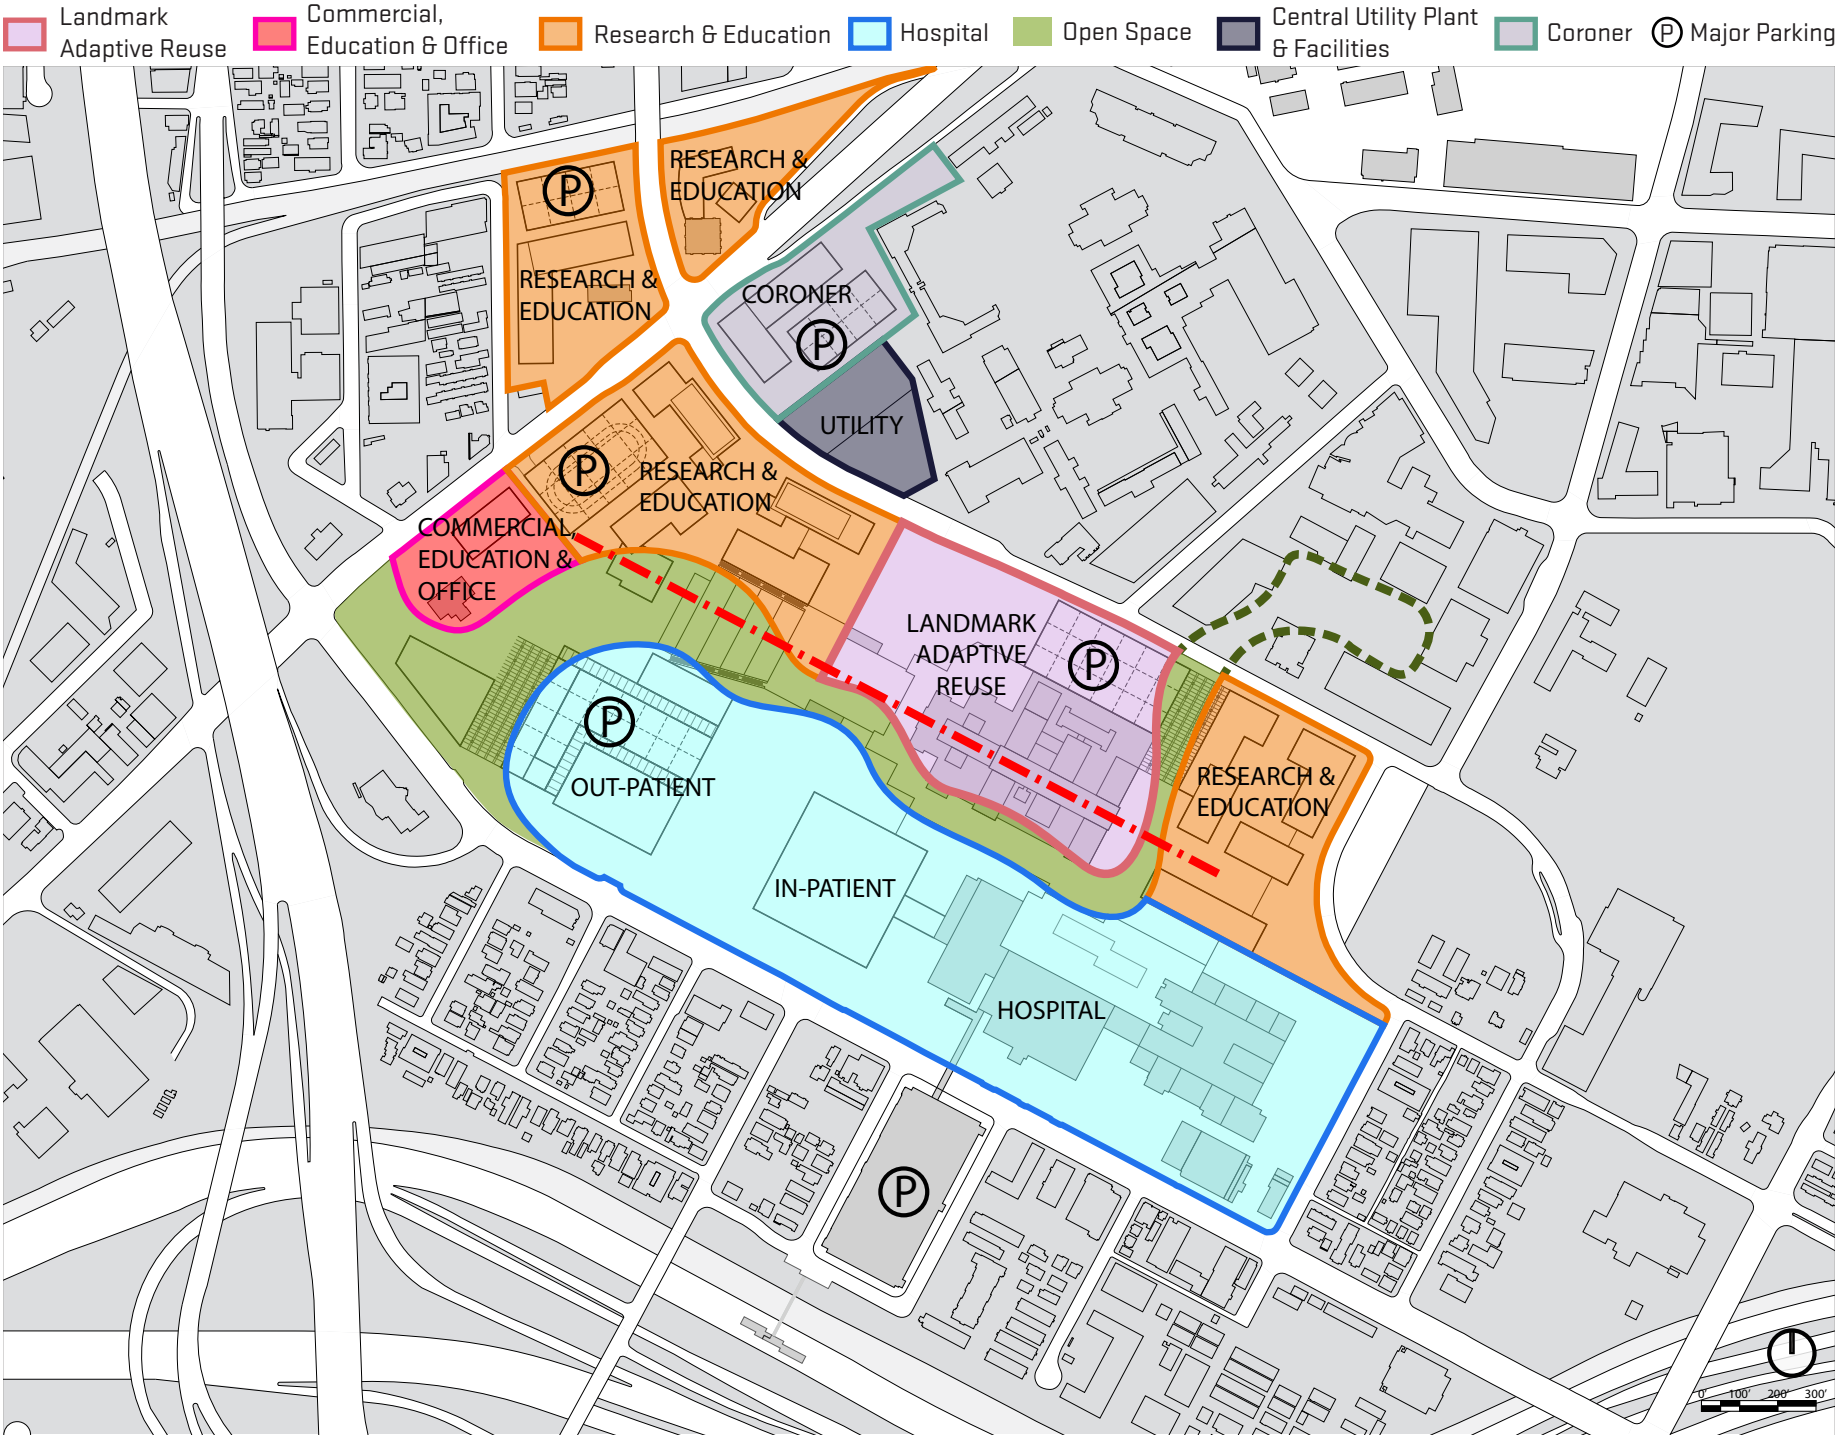 Landmark
Adaptive Reuse
Commercial,
Education & Office
Research & Education
Hospital
Open Space
Central Utility Plant
& Facilities
Coroner
P Major Parking
P
RESEARCH &
EDUCATION
RESEARCH &
EDUCATION
CORONER
P
UTILITY
P
RESEARCH &
EDUCATION
COMMERCIAL,
EDUCATION &
OFFICE
LANDMARK
ADAPTIVE
REUSE
P
P
OUT-PATIENT
RESEARCH &
EDUCATION
IN-PATIENT
HOSPITAL
P
0' 100' 200' 300'